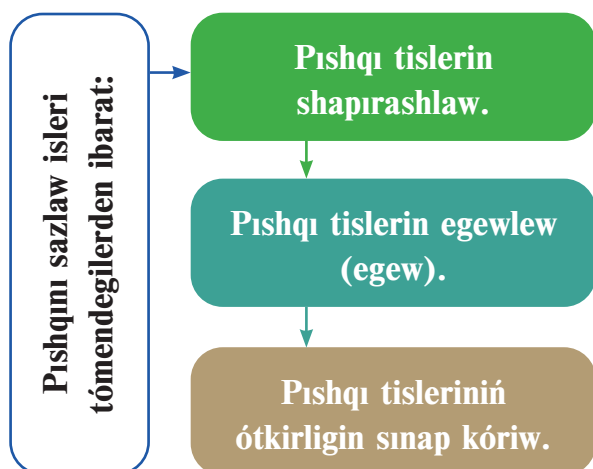 Pıshqını sazlaw isleri
tómendegilerden ibarat:
Pıshqı tislerin
shapırashlaw.
Pıshqı tislerin egewlew
(egew).
Pıshqı tisleriniń
ótkirligin sınap kóriw.